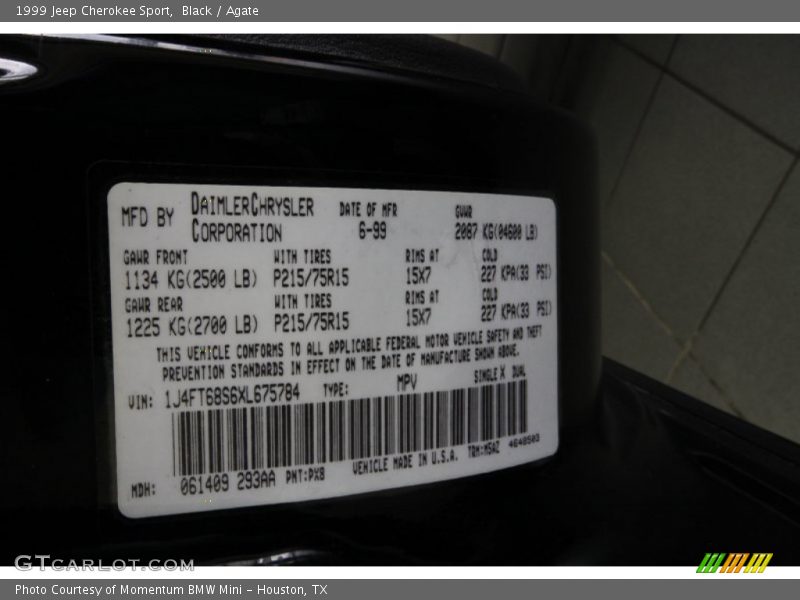 1999 Jeep Cherokee Sport, Black / Agate
MFD BY DAIMLERCHRYSLER CORPORATION DATE OF MFR 6-99 GVWR 2087 KG(04600 LB)
GAWR FRONT WITH TIRES RIMS AT COLD
1134 KG(2500 LB) P215/75R15 15X7 227 KPA(33 PSI)
GAWR REAR WITH TIRES RIMS AT COLD
1225 KG(2700 LB) P215/75R15 15X7 227 KPA(33 PSI)
THIS VEHICLE CONFORMS TO ALL APPLICABLE FEDERAL MOTOR VEHICLE SAFETY AND THEFT
PREVENTION STANDARDS IN EFFECT ON THE DATE OF MANUFACTURE SHOWN ABOVE.
VIN: 1J4FT68S6XL675784 TYPE: MPV SINGLE X DUAL
MDH: 061409 293AA PNT:PX8 VEHICLE MADE IN U.S.A. TRM:M5AZ 4648503
GTCARLOT.COM
Photo Courtesy of Momentum BMW Mini - Houston, TX